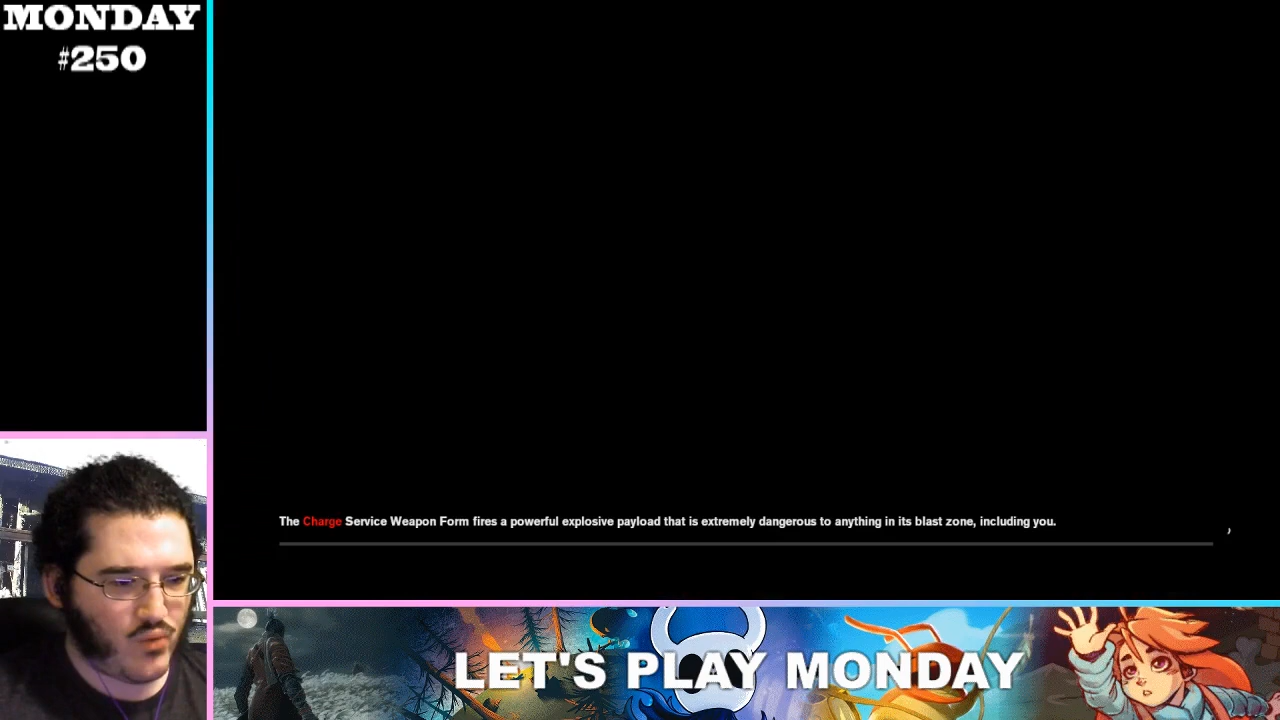 MONDAY
#250
The Charge Service Weapon Form fires a powerful explosive payload that is extremely dangerous to anything in its blast zone, including you.
LET'S PLAY MONDAY